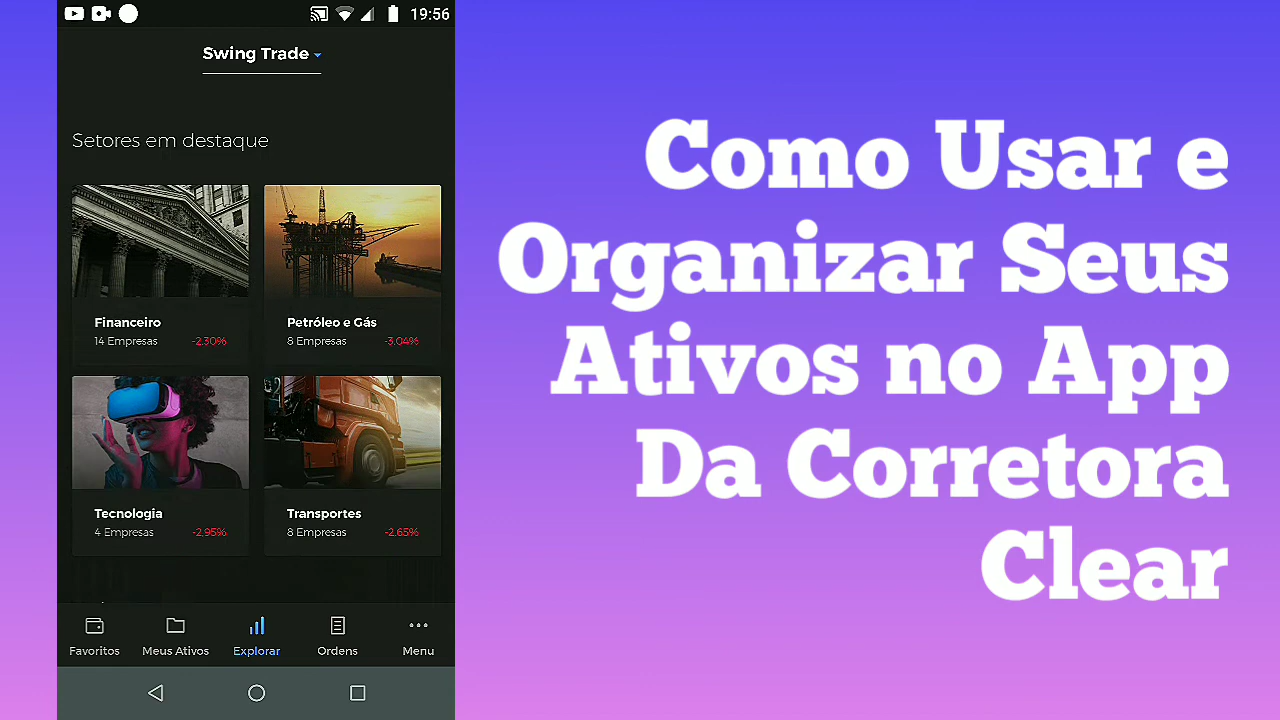 19:56
Swing Trade
Setores em destaque
Financeiro
14 Empresas -2.30%
Petróleo e Gás
8 Empresas -3.04%
Tecnologia
4 Empresas -2.95%
Transportes
8 Empresas -2.65%
Favoritos Meus Ativos Explorar Ordens Menu
Como Usar e
Organizar Seus
Ativos no App
Da Corretora
Clear